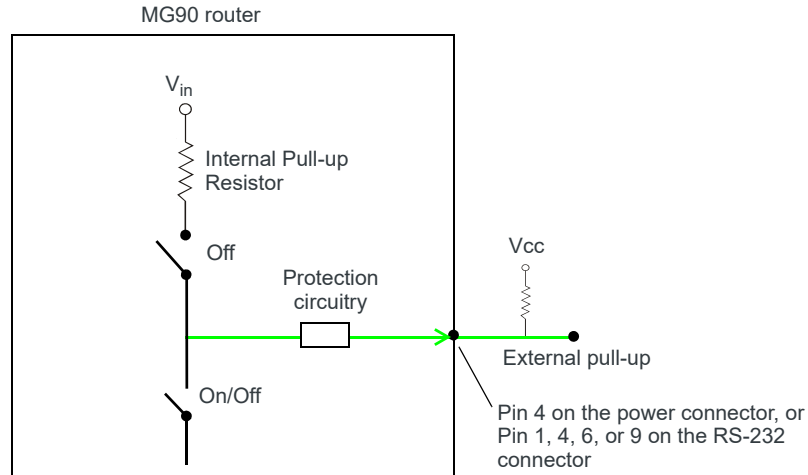 MG90 router
Vin
Internal Pull-up
Resistor
Off
Protection
circuitry
Vcc
External pull-up
On/Off
Pin 4 on the power connector, or
Pin 1, 4, 6, or 9 on the RS-232
connector